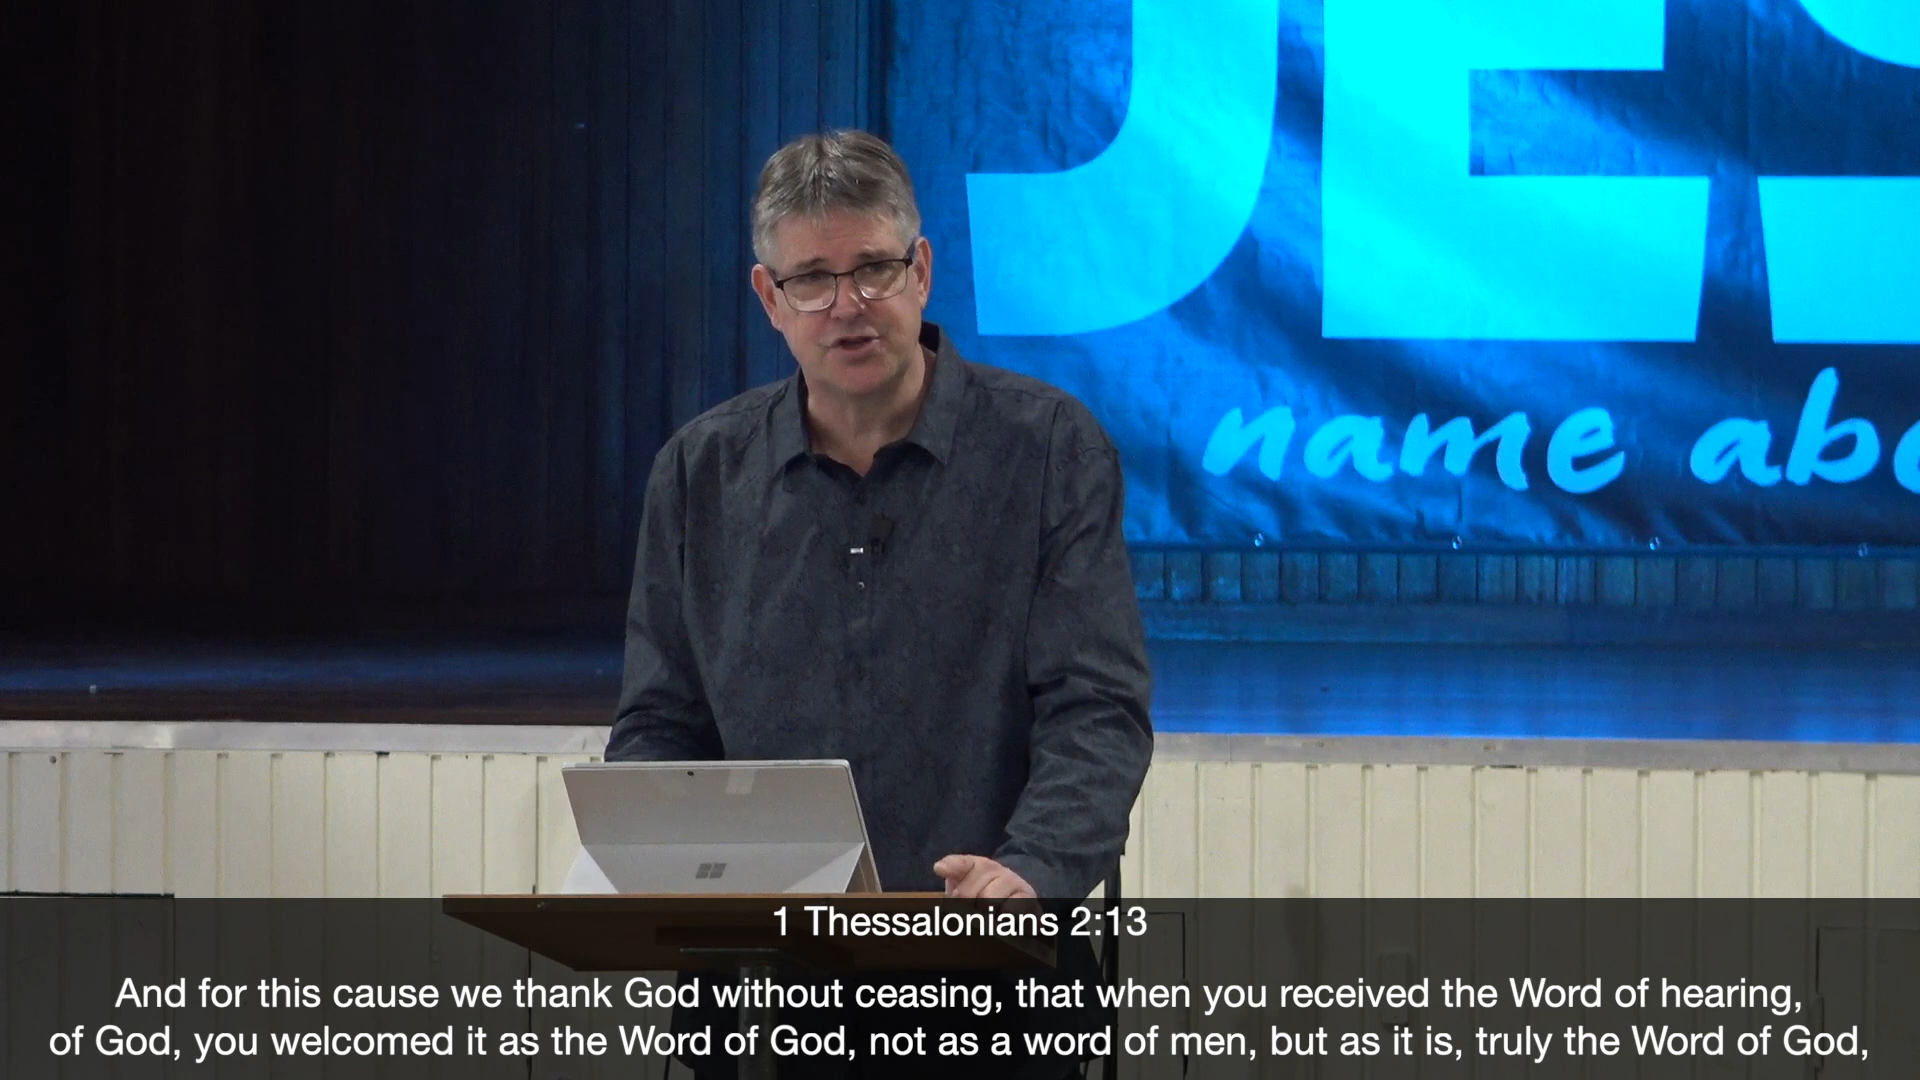 JES
name abo
1 Thessalonians 2:13
And for this cause we thank God without ceasing, that when you received the Word of hearing,
of God, you welcomed it as the Word of God, not as a word of men, but as it is, truly the Word of God,